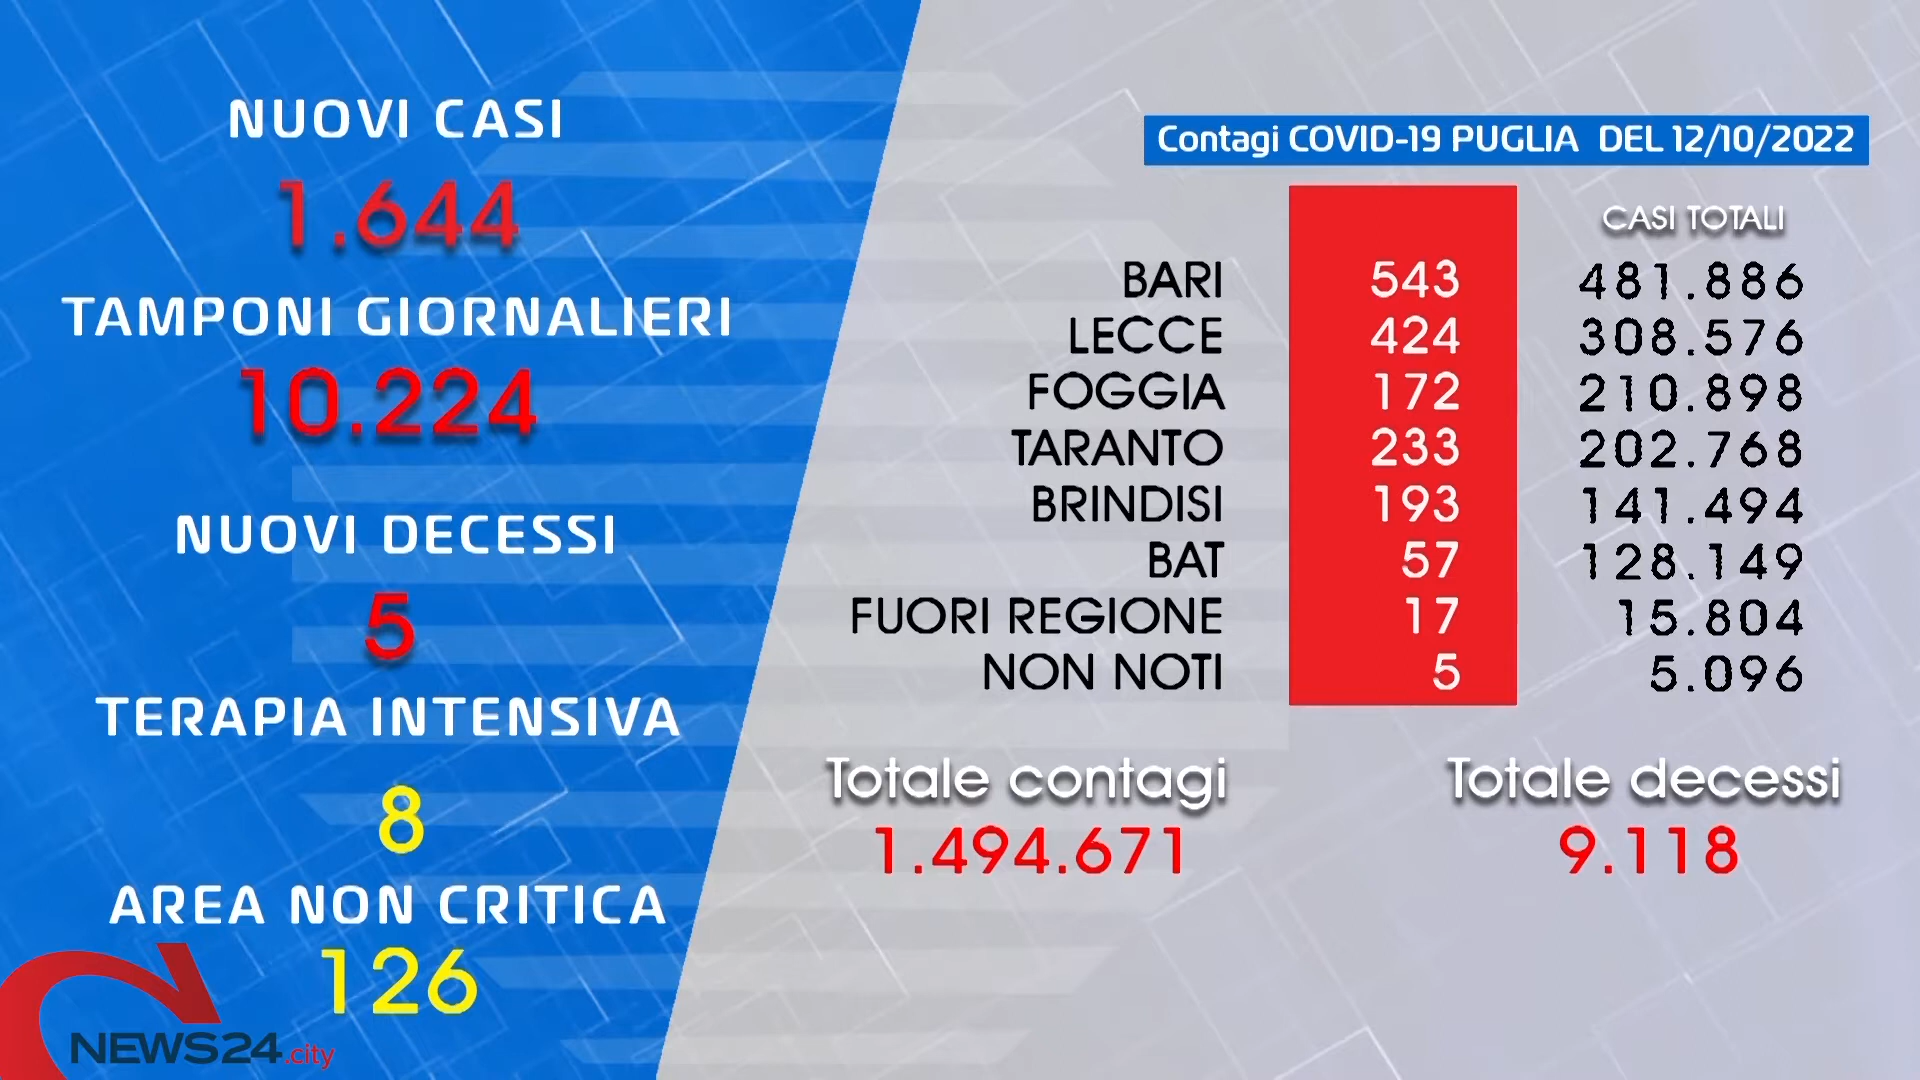 NUOVI CASI
1.644
TAMPONI GIORNALIERI
10.224
NUOVI DECESSI
5
TERAPIA INTENSIVA
8
AREA NON CRITICA
126
NEWS24.city
Contagi COVID-19 PUGLIA DEL 12/10/2022
CASI TOTALI
BARI 543 481.886
LECCE 424 308.576
FOGGIA 172 210.898
TARANTO 233 202.768
BRINDISI 193 141.494
BAT 57 128.149
FUORI REGIONE 17 15.804
NON NOTI 5 5.096
Totale contagi Totale decessi
1.494.671 9.118